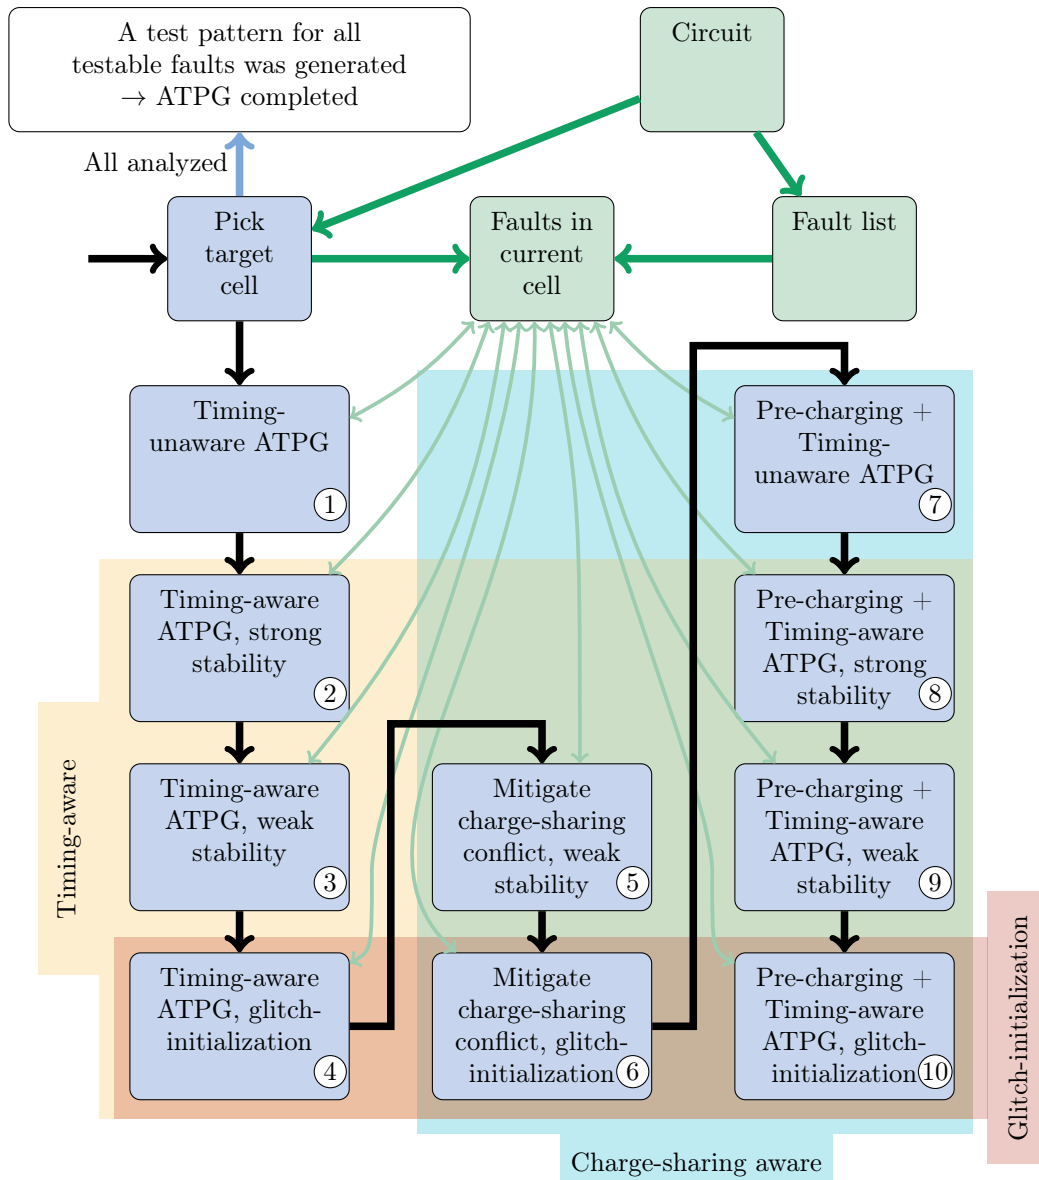 A test pattern for all
testable faults was generated
→ ATPG completed
Circuit
All analyzed
Pick
target
cell
Faults in
current
cell
Fault list
Timing-
unaware ATPG
1
Pre-charging +
Timing-
unaware ATPG
7
Timing-aware
ATPG, strong
stability
2
Pre-charging +
Timing-aware
ATPG, strong
stability
8
Timing-aware
Timing-aware
ATPG, weak
stability
3
Mitigate
charge-sharing
conflict, weak
stability
5
Pre-charging +
Timing-aware
ATPG, weak
stability
9
Timing-aware
ATPG, glitch-
initialization
4
Mitigate
charge-sharing
conflict, glitch-
initialization
6
Pre-charging +
Timing-aware
ATPG, glitch-
initialization
10
Glitch-initialization
Charge-sharing aware